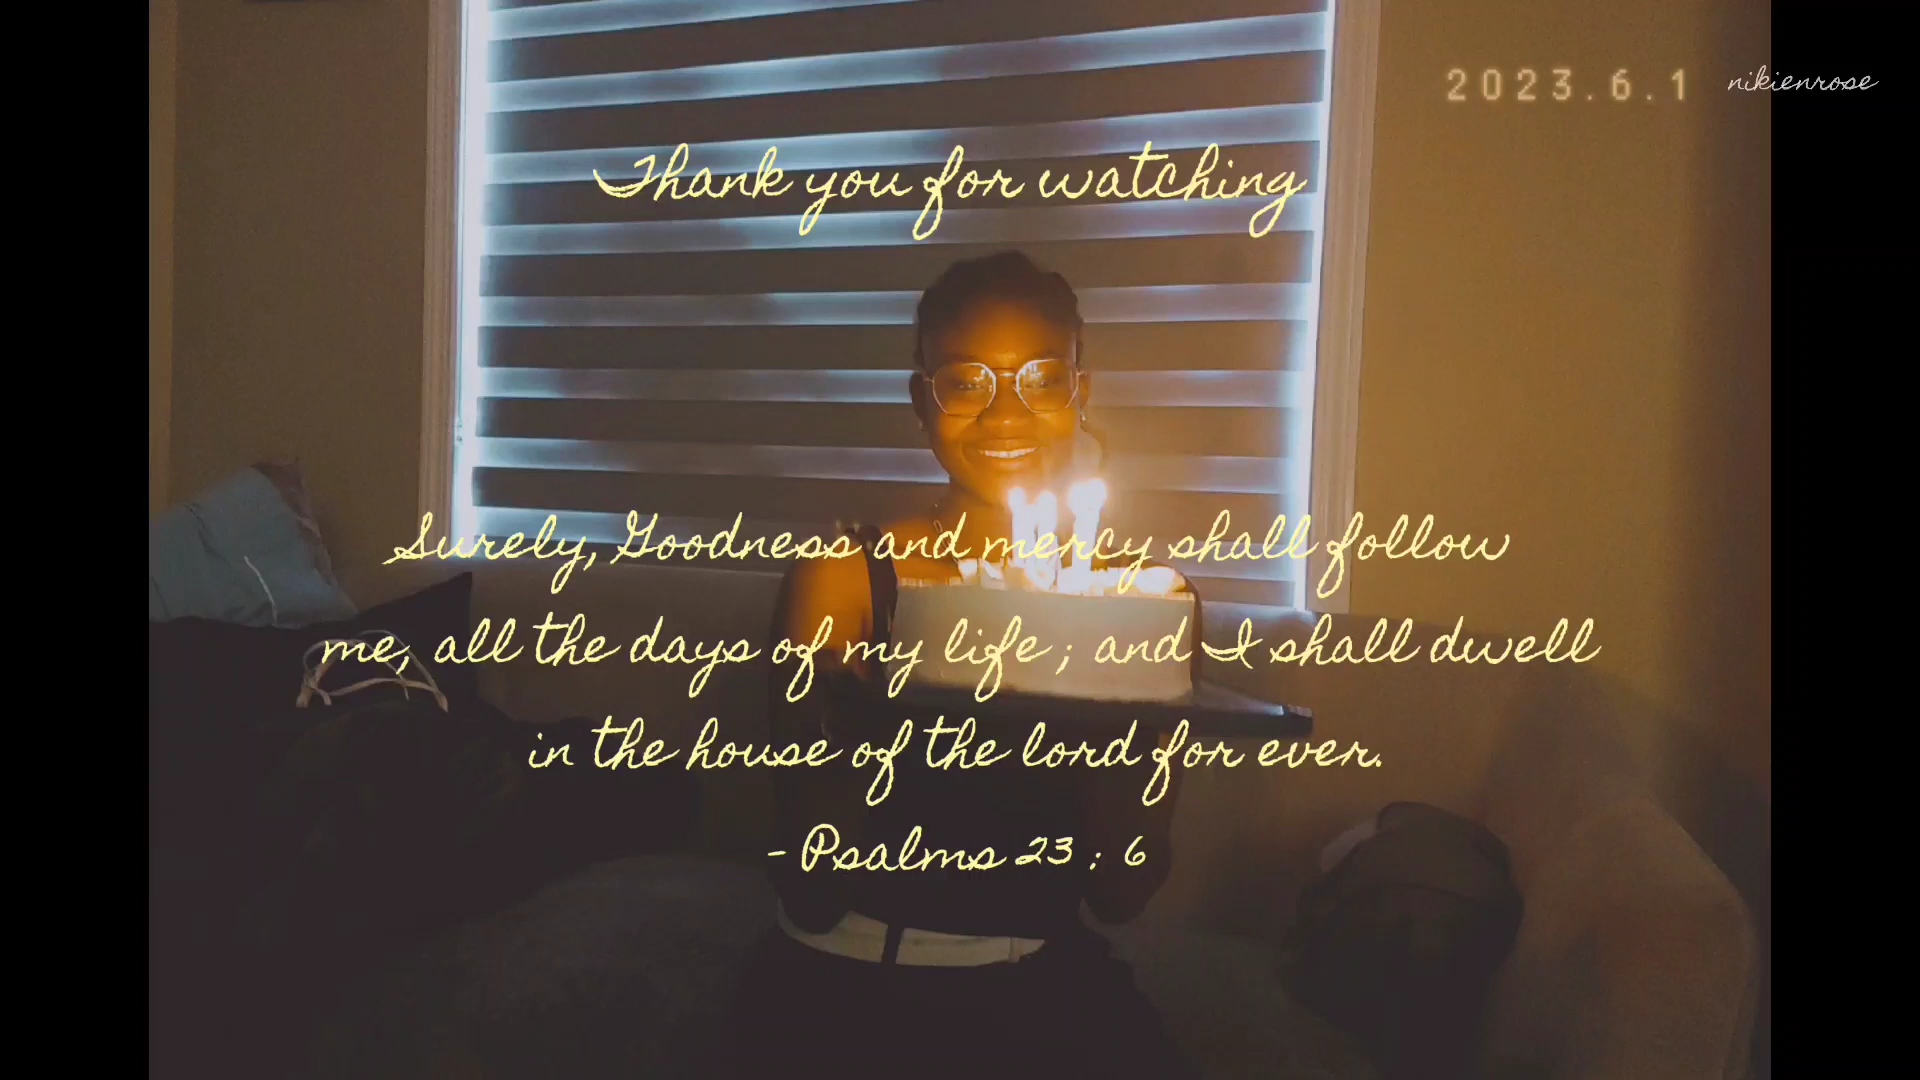 2023.6.1 nikienrose
Thank you for watching
Surely, Goodness and mercy shall follow
me, all the days of my life; and I shall dwell
in the house of the lord for ever.
- Psalms 23 : 6